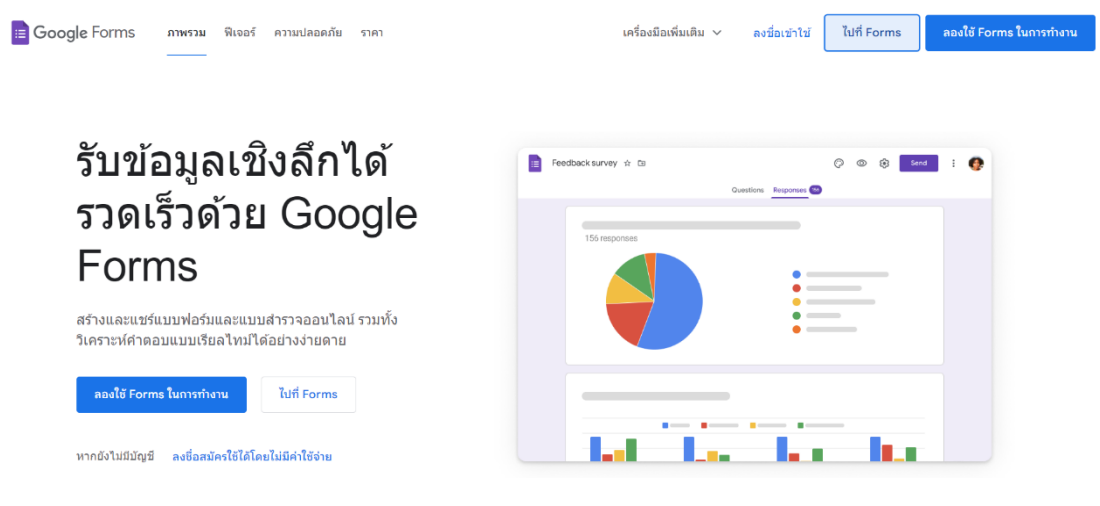 Google Forms
ภาพรวม
ฟีเจอร์
ความปลอดภัย
ราคา
เครื่องมือเพิ่มเติม
ลงชื่อเข้าใช้
ไปที่ Forms
ลองใช้ Forms ในการทำงาน
รับข้อมูลเชิงลึกได้
รวดเร็วด้วย Google
Forms
สร้างและแชร์แบบฟอร์มและแบบสำรวจออนไลน์ รวมทั้ง
วิเคราะห์คำตอบแบบเรียลไทม์ได้อย่างง่ายดาย
ลองใช้ Forms ในการทำงาน
ไปที่ Forms
หากยังไม่มีบัญชี
ลงชื่อสมัครใช้ได้โดยไม่มีค่าใช้จ่าย
Feedback survey
Send
Questions
Responses
156 responses